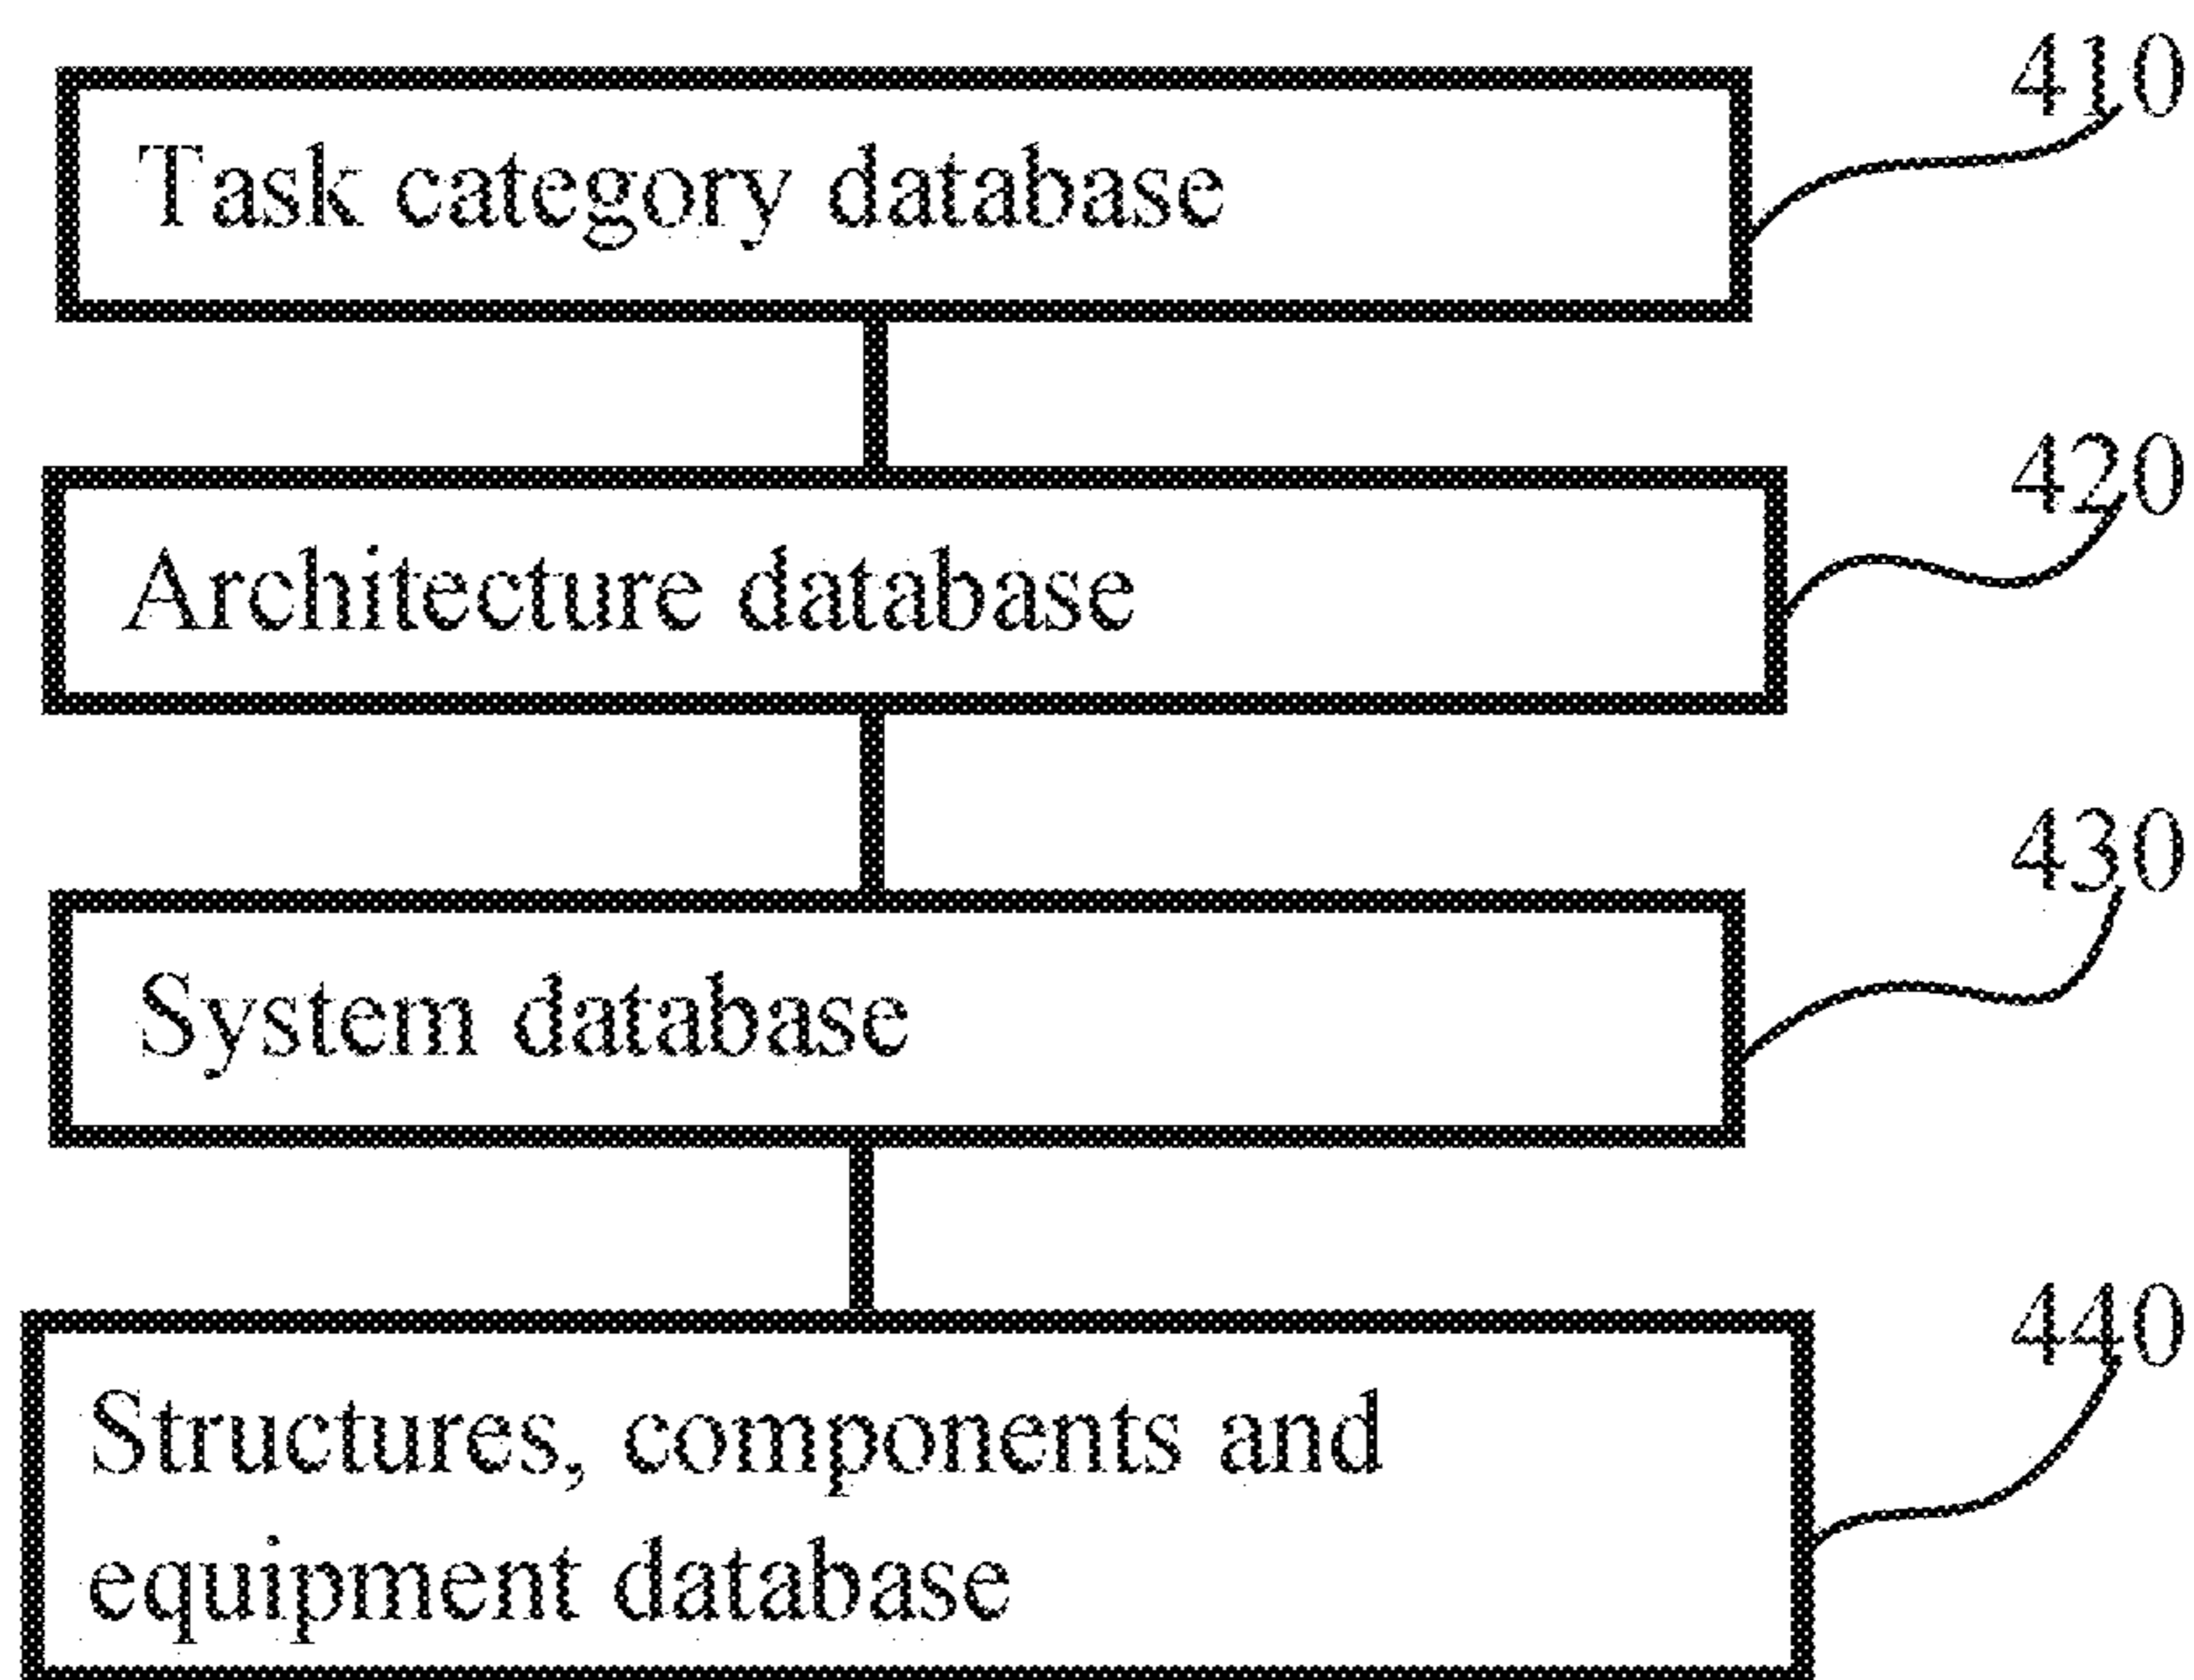 410
Task category database
420
Architecture database
430
System database
440
Structures, components and
equipment database